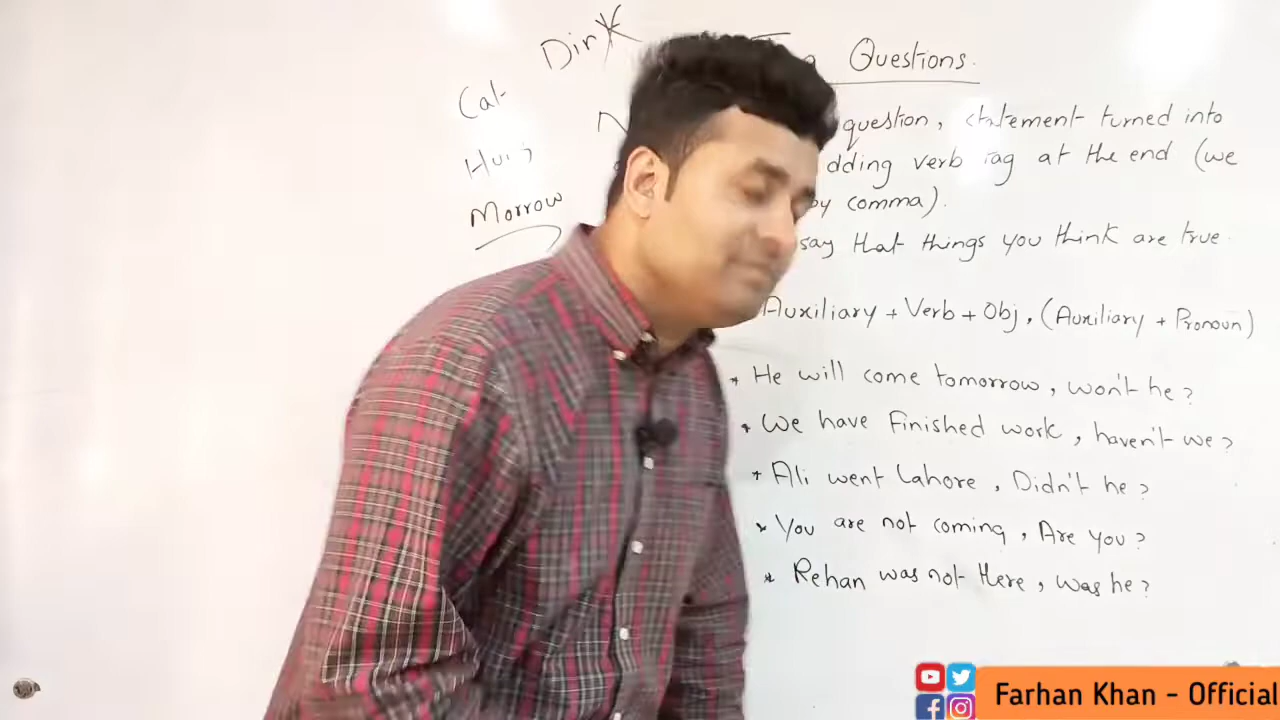 Questions.
question, statement turned into
dding verb tag at the end (we
by comma).
say that things you think are true.
Auxiliary + Verb + Obj, (Auxiliary + Pronoun)
* He will come tomorrow, won't he?
* We have Finished work, haven't we?
* Ali went Lahore, Didn't he?
* You are not coming, Are you?
* Rehan was not there, was he?
Cal-
Morrow
Farhan Khan - Official